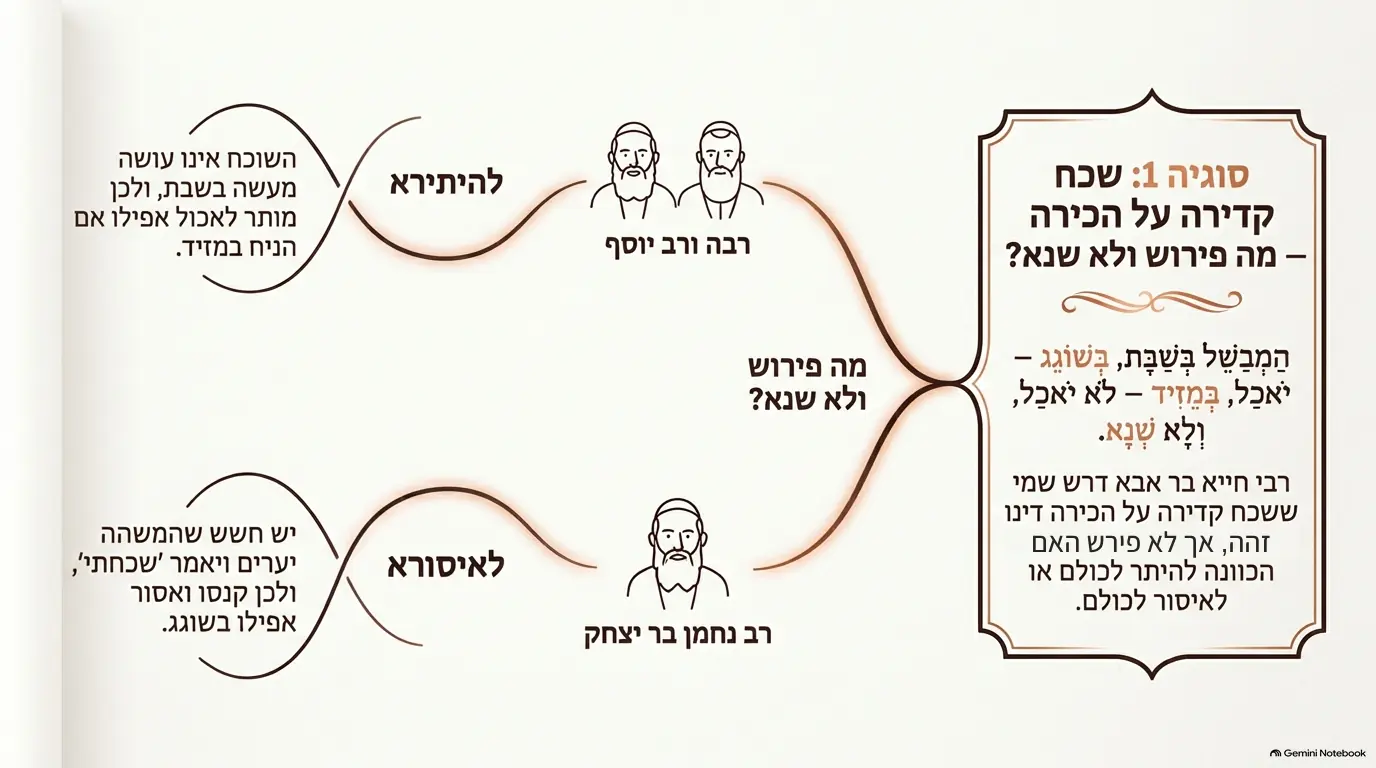 סוגיה 1: שכח
קדירה על הכירה
– מה פירוש ולא שנא?
הַמְבַשֵּׁל בְּשַׁבָּת, בְּשׁוֹגֵג –
יֹאכַל, בְּמֵזִיד – לֹא יֹאכַל,
וְלָא שְׁנָא.
רבי חייא בר אבא דרש שמי
ששכח קדירה על הכירה דינו
זהה, אך לא פירש האם
הכוונה להיתר לכולם או
לאיסור לכולם.
מה פירוש
ולא שנא?
רבה ורב יוסף
להיתירא
השוכח אינו עושה
מעשה בשבת, ולכן
מותר לאכול אפילו אם
הניח במזיד.
רב נחמן בר יצחק
לאיסורא
יש חשש שהמשהה
יערים ויאמר 'שכחתי',
ולכן קנסו ואסור
אפילו בשוגג.
Gemini Notebook